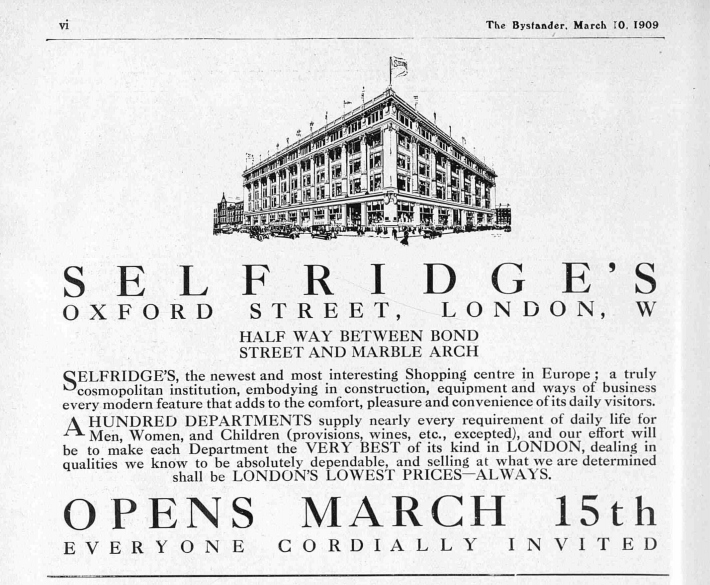 vi
The Bystander, March 10, 1909
SELFRIDGE'S
OXFORD STREET, LONDON, W
HALF WAY BETWEEN BOND
STREET AND MARBLE ARCH
SELFRIDGE'S, the newest and most interesting Shopping centre in Europe; a truly
cosmopolitan institution, embodying in construction, equipment and ways of business
every modern feature that adds to the comfort, pleasure and convenience of its daily visitors.
A HUNDRED DEPARTMENTS supply nearly every requirement of daily life for
Men, Women, and Children (provisions, wines, etc., excepted), and our effort will
be to make each Department the VERY BEST of its kind in LONDON, dealing in
qualities we know to be absolutely dependable, and selling at what we are determined
shall be LONDON'S LOWEST PRICES—ALWAYS.
OPENS MARCH 15th
EVERYONE CORDIALLY INVITED